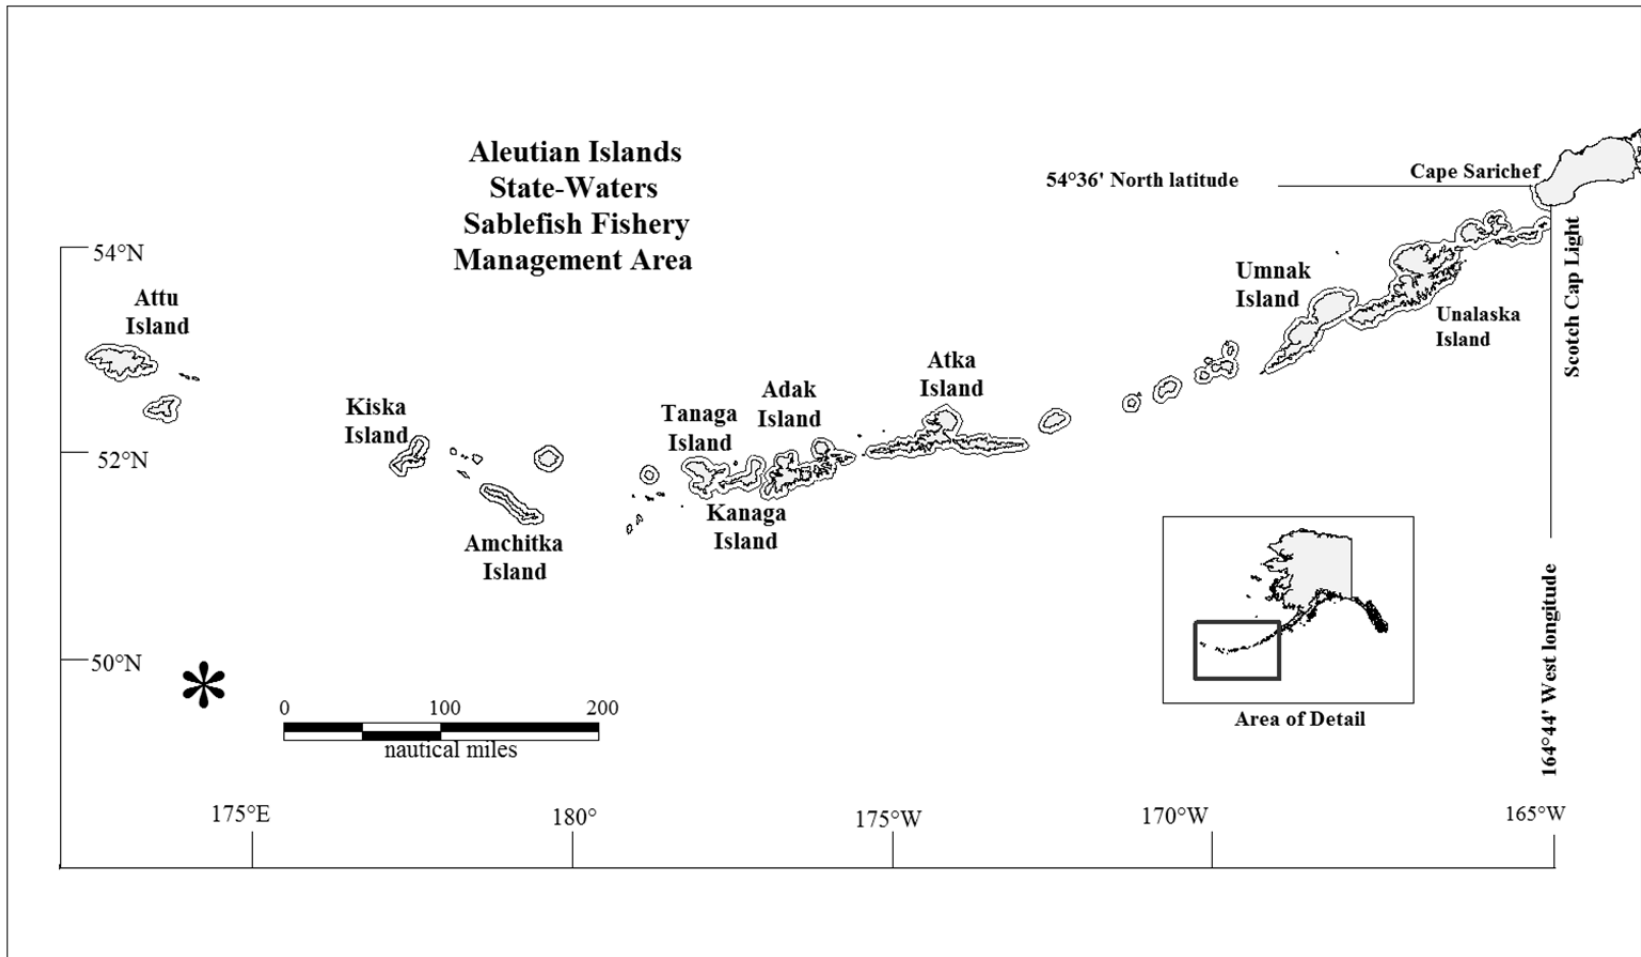 Aleutian Islands
State-Waters
Sablefish Fishery
Management Area
54°36' North latitude
Cape Sarichef
Scotch Cap Light
54°N
Attu
Island
Umnak
Island
Unalaska
Island
Atka
Island
Adak
Island
Tanaga
Island
Kiska
Island
52°N
Kanaga
Island
Amchitka
Island
164°44' West longitude
50°N
0 100 200
nautical miles
Area of Detail
175°E 180° 175°W 170°W 165°W